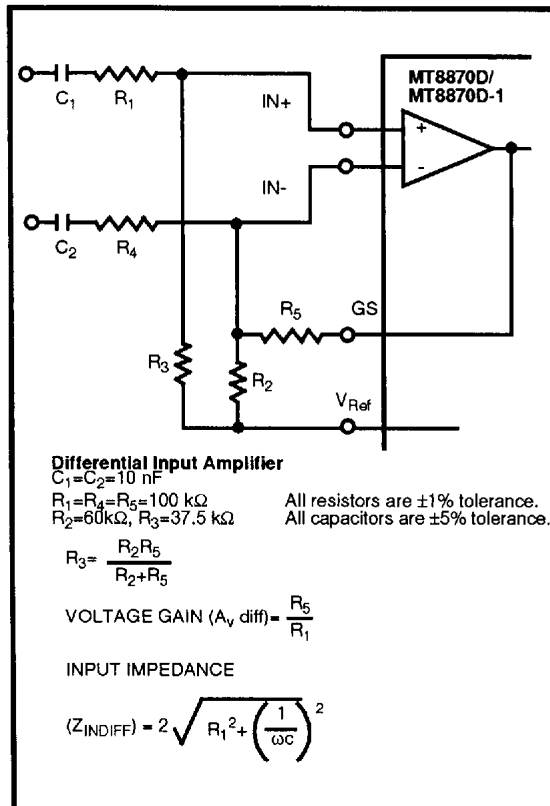 MT8870D/
MT8870D-1
C₁
R₁
IN+
+
IN-
-
C₂
R₄
R₅
GS
R₃
R₂
V_Ref
Differential Input Amplifier
C₁=C₂=10 nF
R₁=R₄=R₅=100 kΩ All resistors are ±1% tolerance.
R₂=60kΩ, R₃=37.5 kΩ All capacitors are ±5% tolerance.
R₃= R₂R₅ / R₂+R₅
VOLTAGE GAIN (Aᵥ diff)= R₅ / R₁
INPUT IMPEDANCE
(Z_INDIFF) = 2 √ R₁²+ (1 / ωc)²